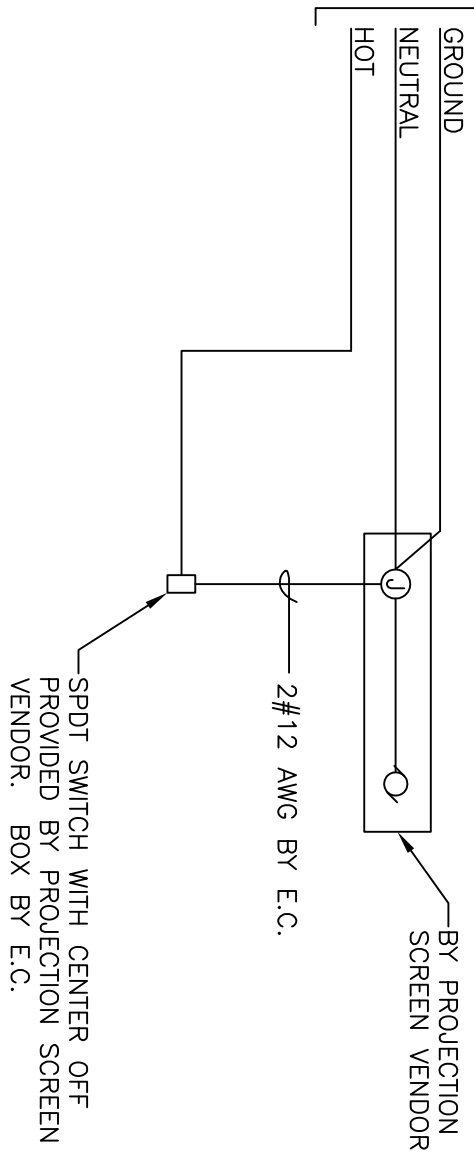 GROUND
NEUTRAL
HOT
J
BY PROJECTION
SCREEN VENDOR
2#12 AWG BY E.C.
SPDT SWITCH WITH CENTER OFF
PROVIDED BY PROJECTION SCREEN
VENDOR. BOX BY E.C.